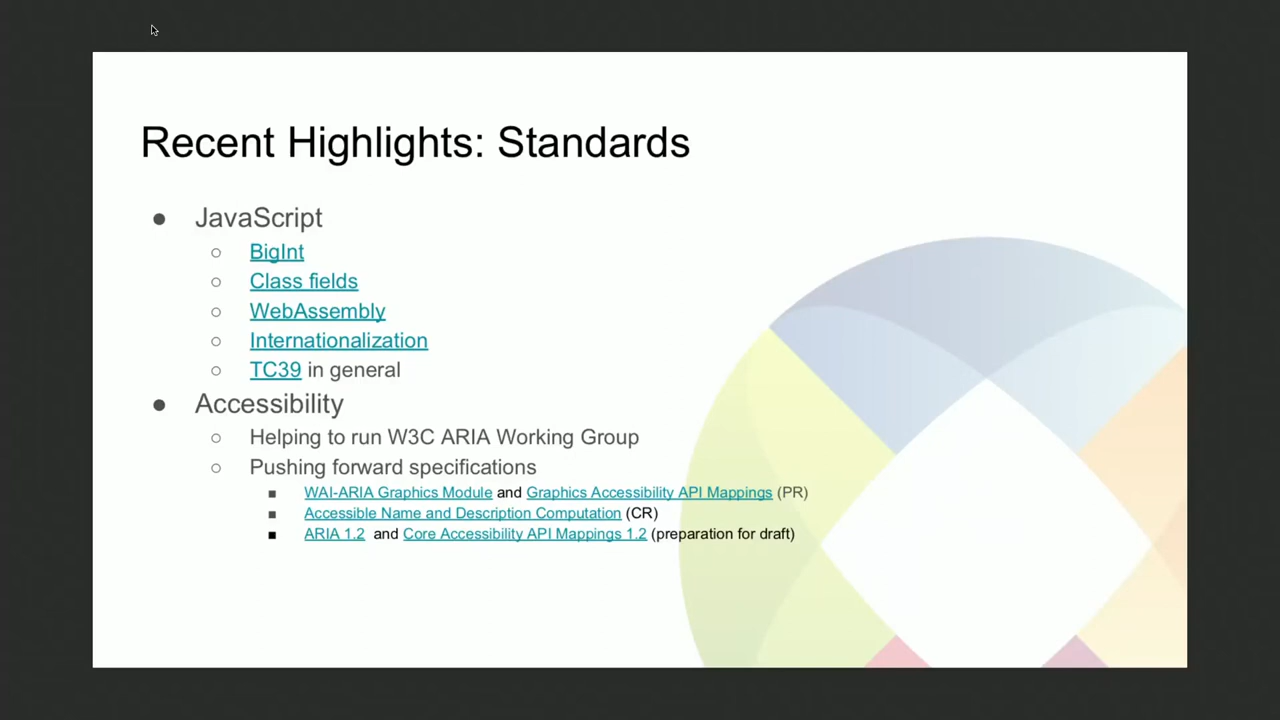 Recent Highlights: Standards
● JavaScript
○ BigInt
○ Class fields
○ WebAssembly
○ Internationalization
○ TC39 in general
● Accessibility
○ Helping to run W3C ARIA Working Group
○ Pushing forward specifications
■ WAI-ARIA Graphics Module and Graphics Accessibility API Mappings (PR)
■ Accessible Name and Description Computation (CR)
■ ARIA 1.2 and Core Accessibility API Mappings 1.2 (preparation for draft)